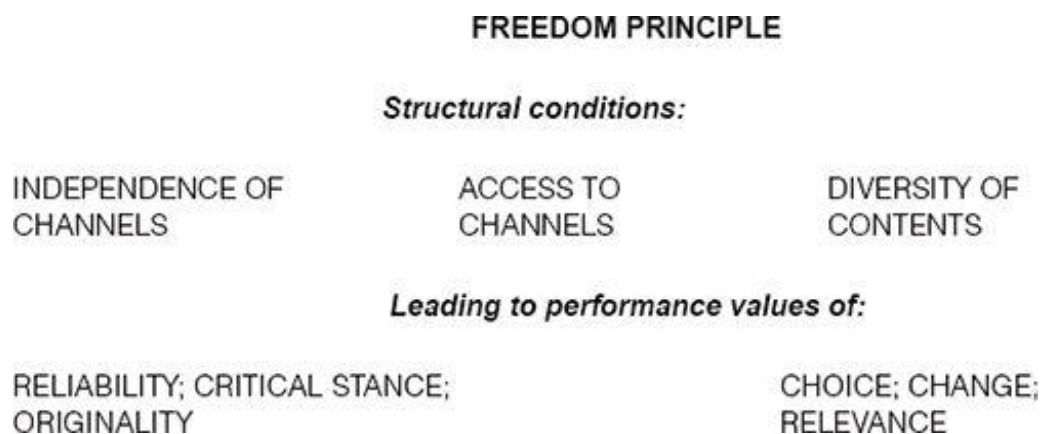 FREEDOM PRINCIPLE
Structural conditions:
INDEPENDENCE OF CHANNELS
ACCESS TO CHANNELS
DIVERSITY OF CONTENTS
Leading to performance values of:
RELIABILITY; CRITICAL STANCE;
ORIGINALITY
CHOICE; CHANGE;
RELEVANCE